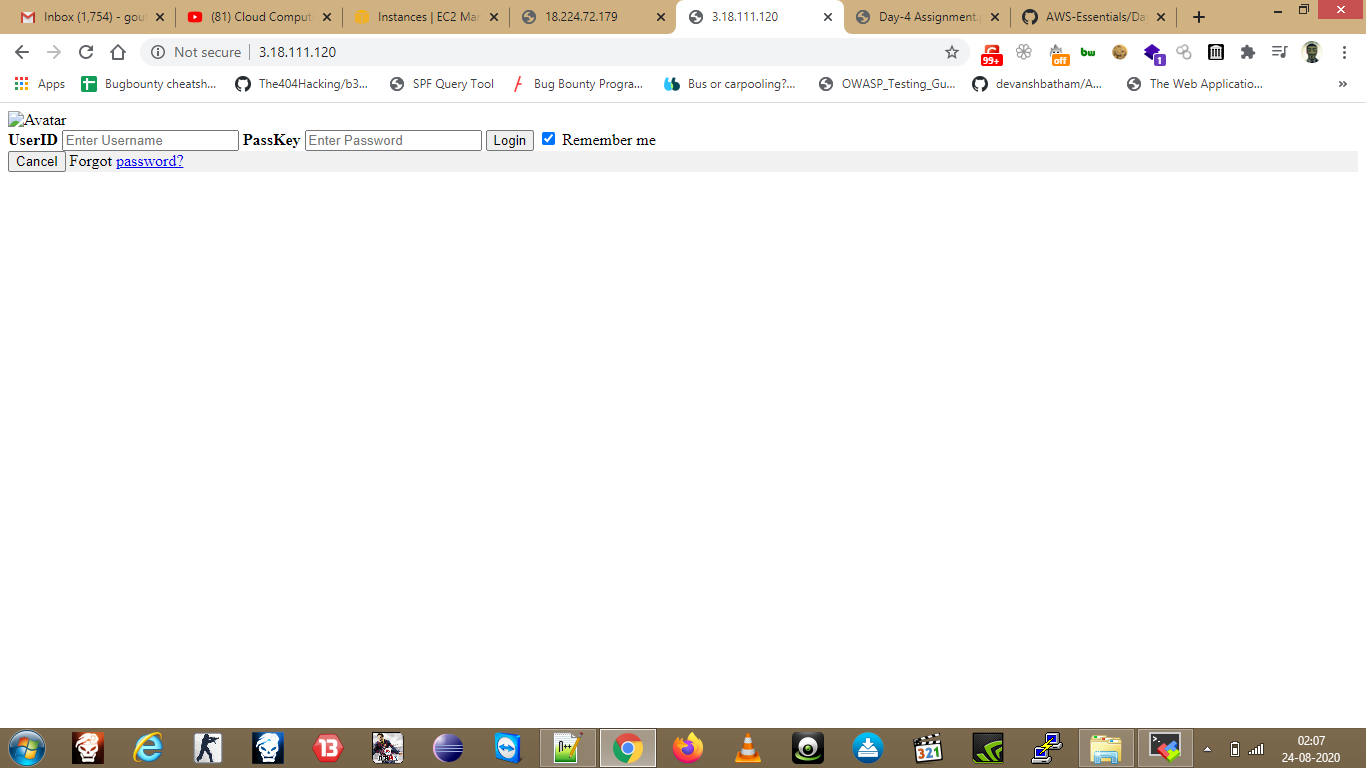 Inbox (1,754) - gou
(81) Cloud Comput
Instances | EC2 Mar
18.224.72.179
3.18.111.120
Day-4 Assignment.
AWS-Essentials/Da
Not secure
3.18.111.120
99+
off
bw
1
Apps
Bugbounty cheatsh...
The404Hacking/b3...
SPF Query Tool
Bug Bounty Progra...
Bus or carpooling?...
OWASP_Testing_Gu...
devanshbatham/A...
The Web Applicatio...
»
Avatar
UserID Enter Username PassKey Enter Password Login Remember me
Cancel Forgot password?
13
N++
321
02:07
24-08-2020